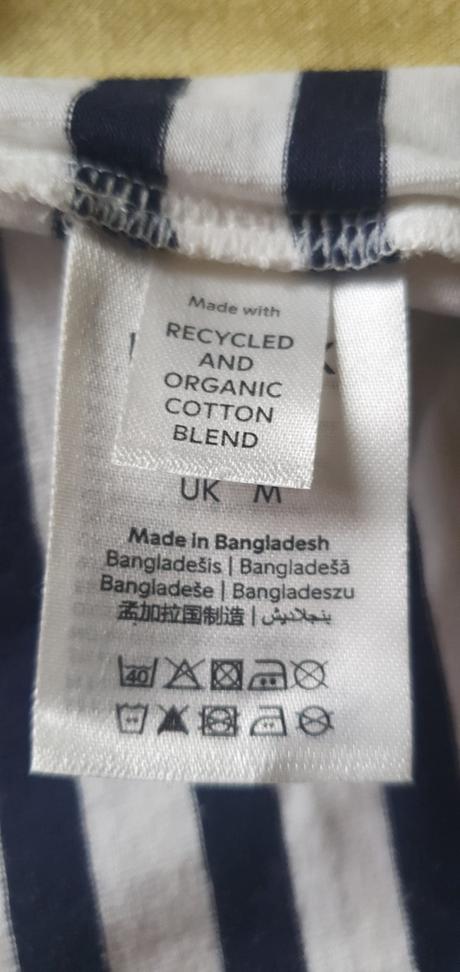 Made with
RECYCLED
AND
ORGANIC
COTTON
BLEND
UK M
Made in Bangladesh
Bangladešis | Bangladešā
Bangladeše | Bangladeszu
孟加拉国制造 | بنجلاديش
40